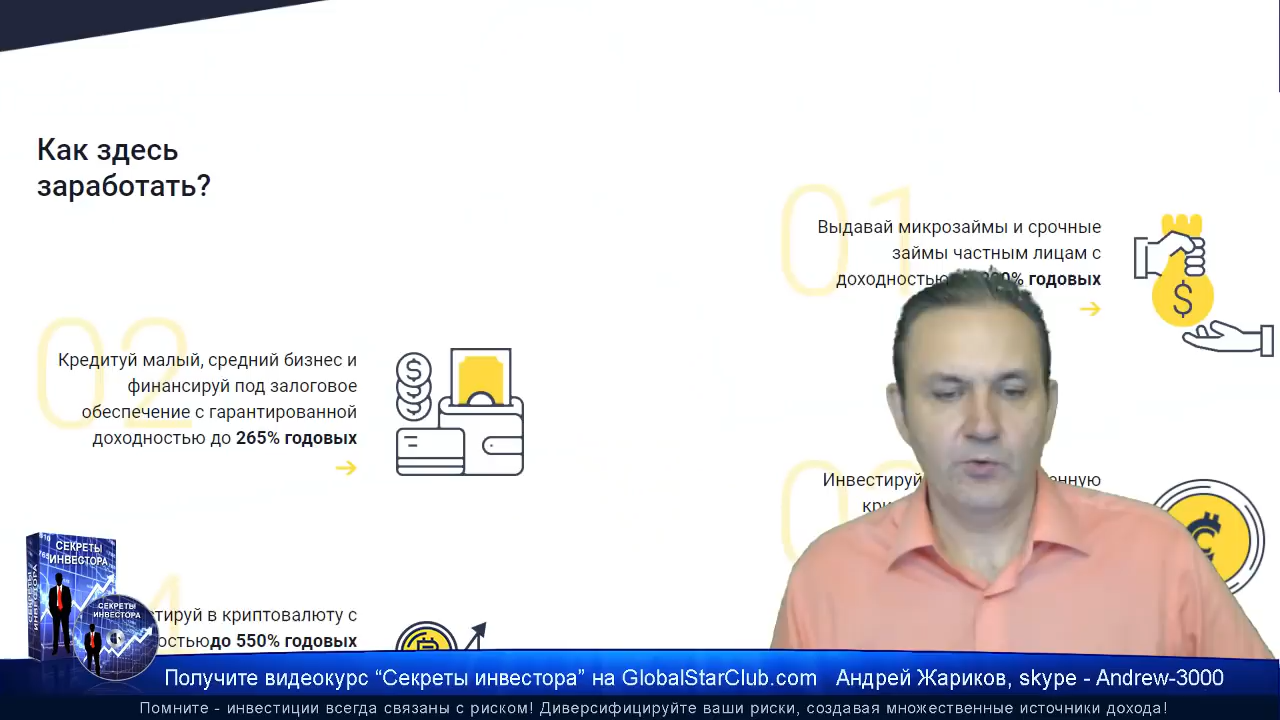 Как здесь
заработать?
01
Выдавай микрозаймы и срочные
займы частным лицам с
доходностью годовых
02
Кредитуй малый, средний бизнес и
финансируй под залоговое
обеспечение с гарантированной
доходностью до 265% годовых
Инвестируй
в криптовалюту с
до 550% годовых
СЕКРЕТЫ
ИНВЕСТОРА
СЕКРЕТЫ
ИНВЕСТОРА
Получите видеокурс “Секреты инвестора” на GlobalStarClub.com Андрей Жариков, skype - Andrew-3000
Помните - инвестиции всегда связаны с риском! Диверсифицируйте ваши риски, создавая множественные источники дохода!